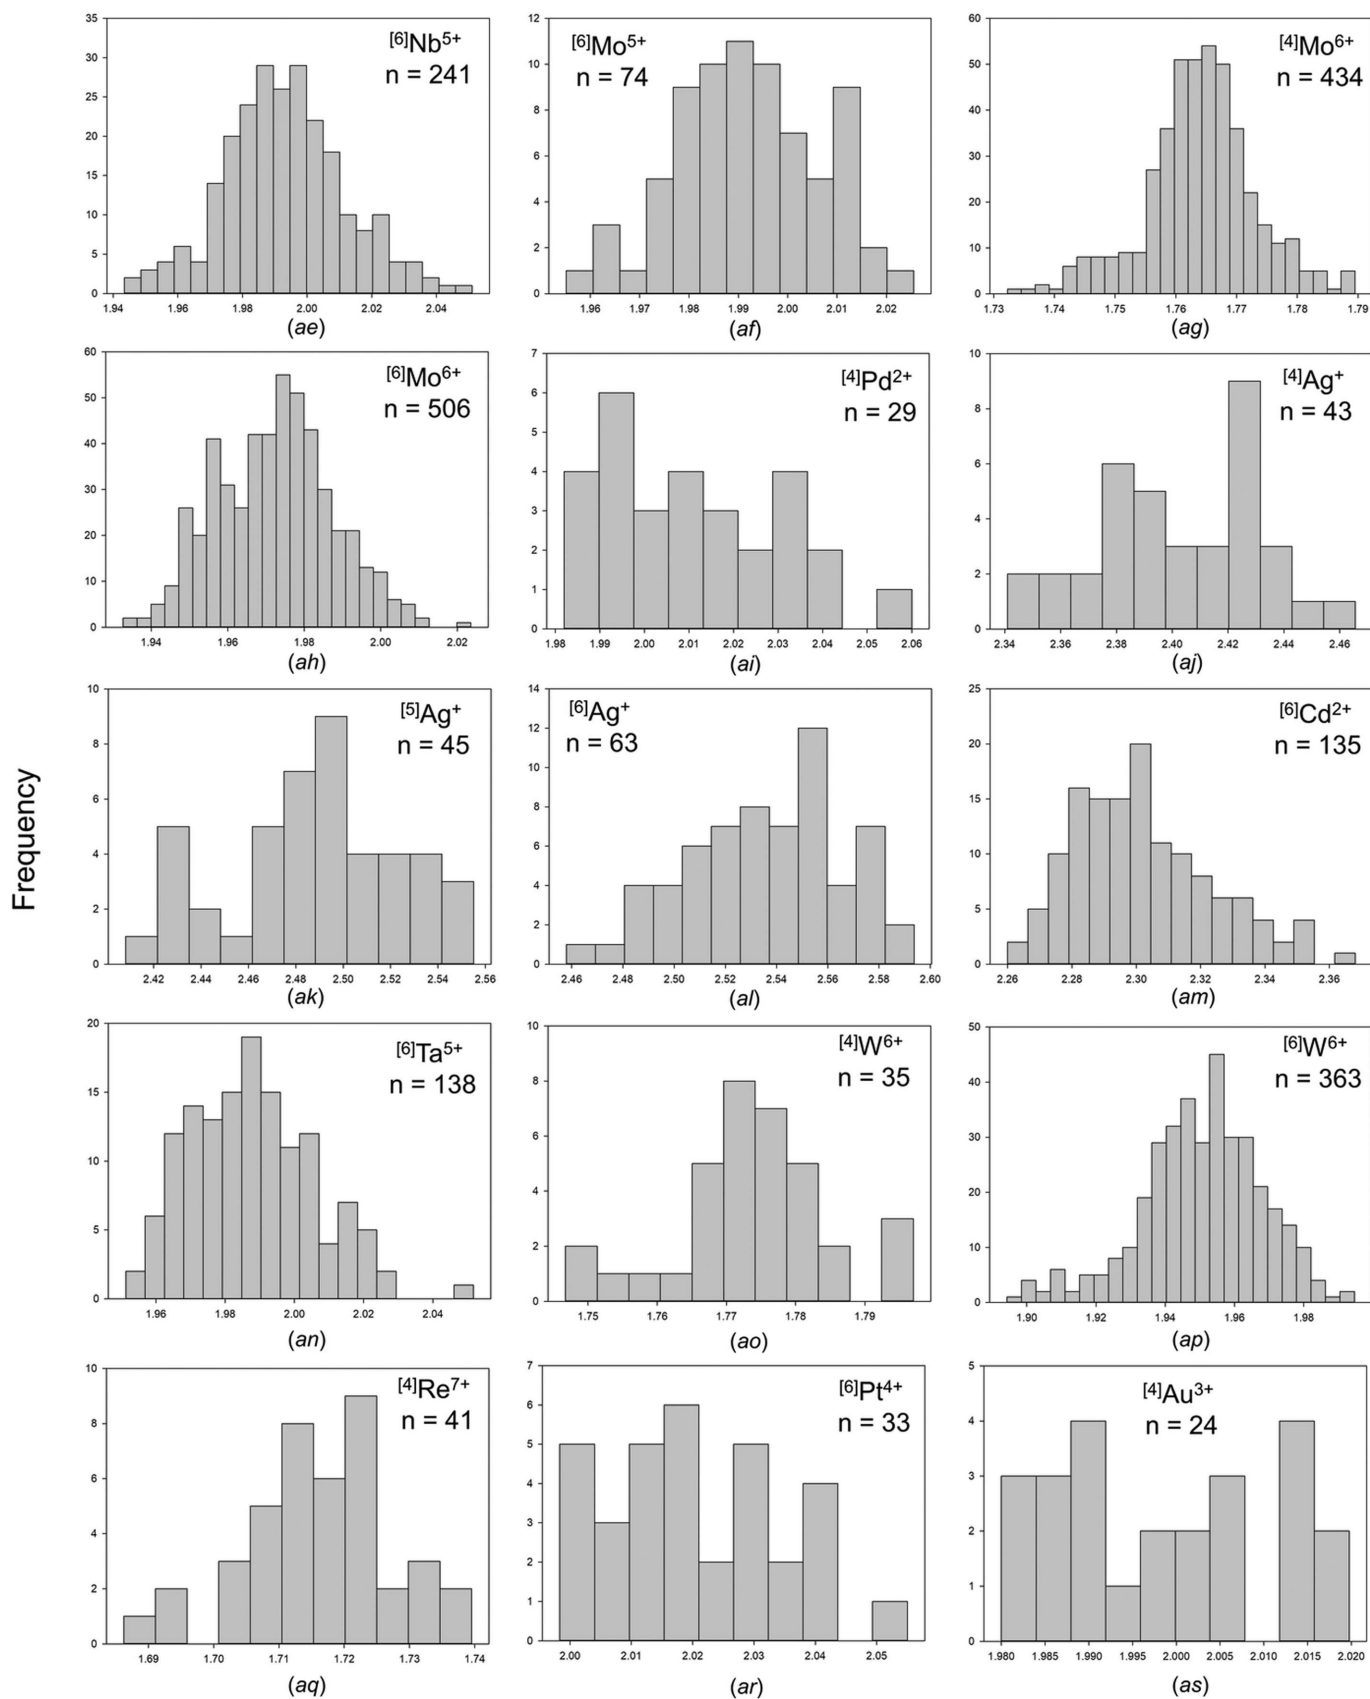 Frequency
35
30
25
20
15
10
5
0
[6]Nb5+
n = 241
1.94 1.96 1.98 2.00 2.02 2.04
(ae)
12
10
8
6
4
2
0
[6]Mo5+
n = 74
1.96 1.97 1.98 1.99 2.00 2.01 2.02
(af)
60
50
40
30
20
10
0
[4]Mo6+
n = 434
1.73 1.74 1.75 1.76 1.77 1.78 1.79
(ag)
60
50
40
30
20
10
0
[6]Mo6+
n = 506
1.94 1.96 1.98 2.00 2.02
(ah)
7
6
5
4
3
2
1
0
[4]Pd2+
n = 29
1.98 1.99 2.00 2.01 2.02 2.03 2.04 2.05 2.06
(ai)
10
8
6
4
2
0
[4]Ag+
n = 43
2.34 2.36 2.38 2.40 2.42 2.44 2.46
(aj)
10
8
6
4
2
0
[5]Ag+
n = 45
2.42 2.44 2.46 2.48 2.50 2.52 2.54 2.56
(ak)
14
12
10
8
6
4
2
0
[6]Ag+
n = 63
2.46 2.48 2.50 2.52 2.54 2.56 2.58 2.60
(al)
25
20
15
10
5
0
[6]Cd2+
n = 135
2.26 2.28 2.30 2.32 2.34 2.36
(am)
20
15
10
5
0
[6]Ta5+
n = 138
1.96 1.98 2.00 2.02 2.04
(an)
10
8
6
4
2
0
[4]W6+
n = 35
1.75 1.76 1.77 1.78 1.79
(ao)
50
40
30
20
10
0
[6]W6+
n = 363
1.90 1.92 1.94 1.96 1.98
(ap)
10
8
6
4
2
0
[4]Re7+
n = 41
1.69 1.70 1.71 1.72 1.73 1.74
(aq)
7
6
5
4
3
2
1
0
[6]Pt4+
n = 33
2.00 2.01 2.02 2.03 2.04 2.05
(ar)
5
4
3
2
1
0
[4]Au3+
n = 24
1.980 1.985 1.990 1.995 2.000 2.005 2.010 2.015 2.020
(as)